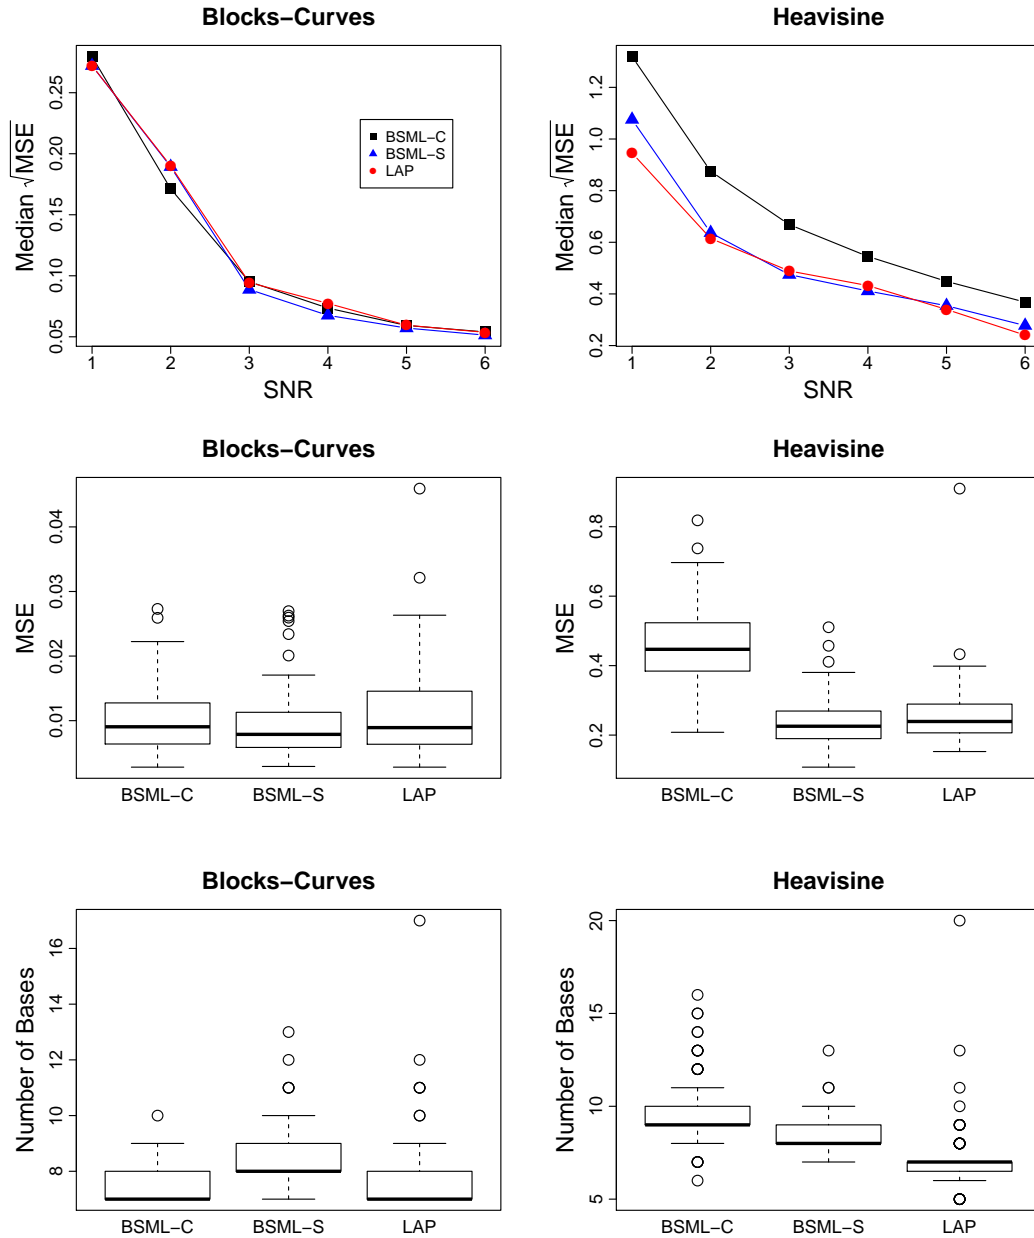 Blocks−Curves
Median √MSE
0.05 0.10 0.15 0.20 0.25
1 2 3 4 5 6
SNR
BSML−C
BSML−S
LAP
Heavisine
Median √MSE
0.2 0.4 0.6 0.8 1.0 1.2
1 2 3 4 5 6
SNR
Blocks−Curves
MSE
0.01 0.02 0.03 0.04
BSML−C BSML−S LAP
Heavisine
MSE
0.2 0.4 0.6 0.8
BSML−C BSML−S LAP
Blocks−Curves
Number of Bases
8 10 12 14 16
BSML−C BSML−S LAP
Heavisine
Number of Bases
5 10 15 20
BSML−C BSML−S LAP